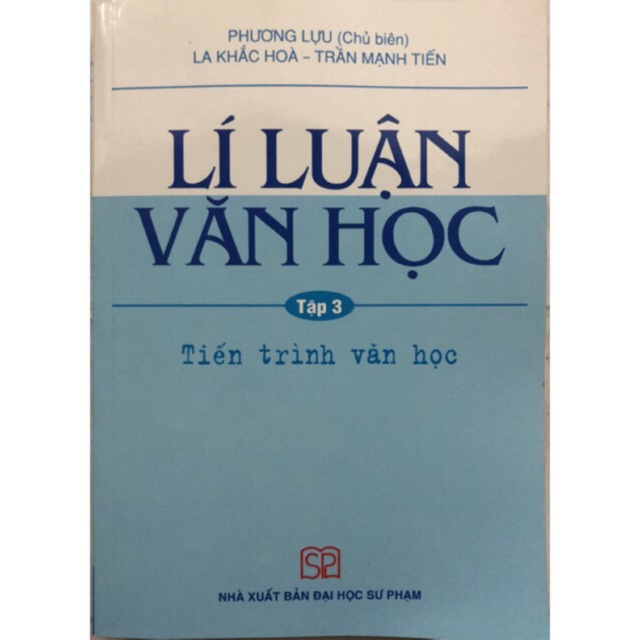 PHƯƠNG LỰU (Chủ biên)
LA KHẮC HOÀ – TRẦN MẠNH TIẾN
LÍ LUẬN
VĂN HỌC
Tập 3
Tiến trình văn học
SP
NHÀ XUẤT BẢN ĐẠI HỌC SƯ PHẠM